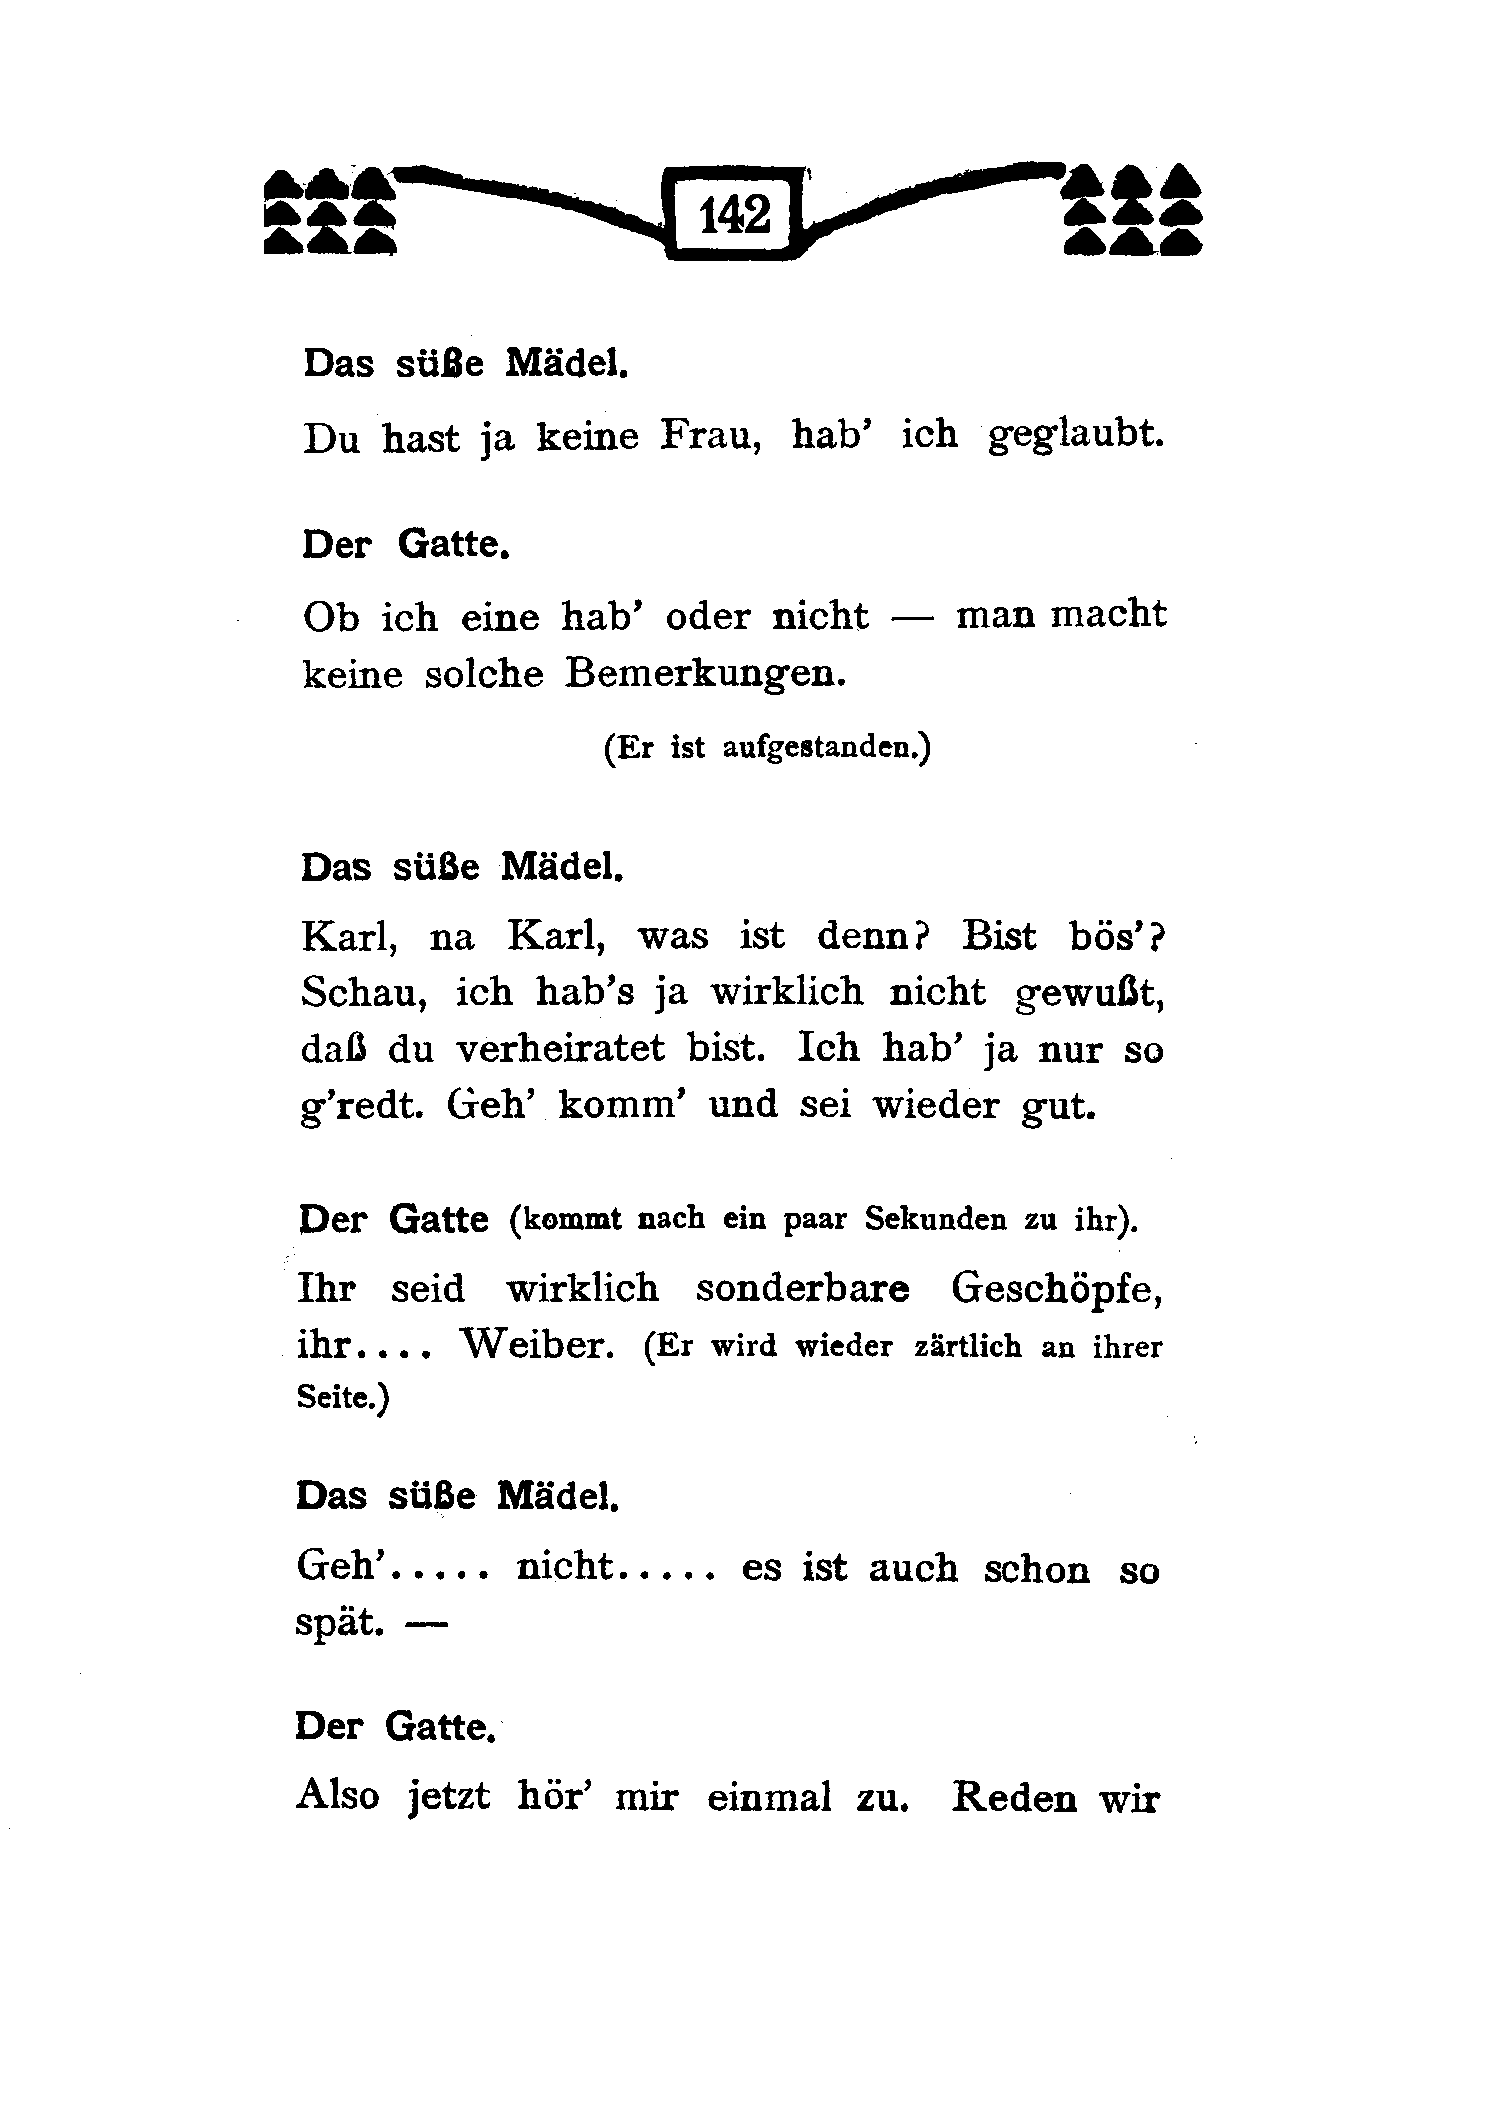 142
Das süße Mädel.
Du hast ja keine Frau, hab’ ich geglaubt.
Der Gatte.
Ob ich eine hab’ oder nicht — man macht
keine solche Bemerkungen.
(Er ist aufgestanden.)
Das süße Mädel.
Karl, na Karl, was ist denn? Bist bös’?
Schau, ich hab’s ja wirklich nicht gewußt,
daß du verheiratet bist. Ich hab’ ja nur so
g’redt. Geh’ komm’ und sei wieder gut.
Der Gatte (kommt nach ein paar Sekunden zu ihr).
Ihr seid wirklich sonderbare Geschöpfe,
ihr.... Weiber. (Er wird wieder zärtlich an ihrer
Seite.)
Das süße Mädel.
Geh’..... nicht..... es ist auch schon so
spät. —
Der Gatte.
Also jetzt hör’ mir einmal zu. Reden wir